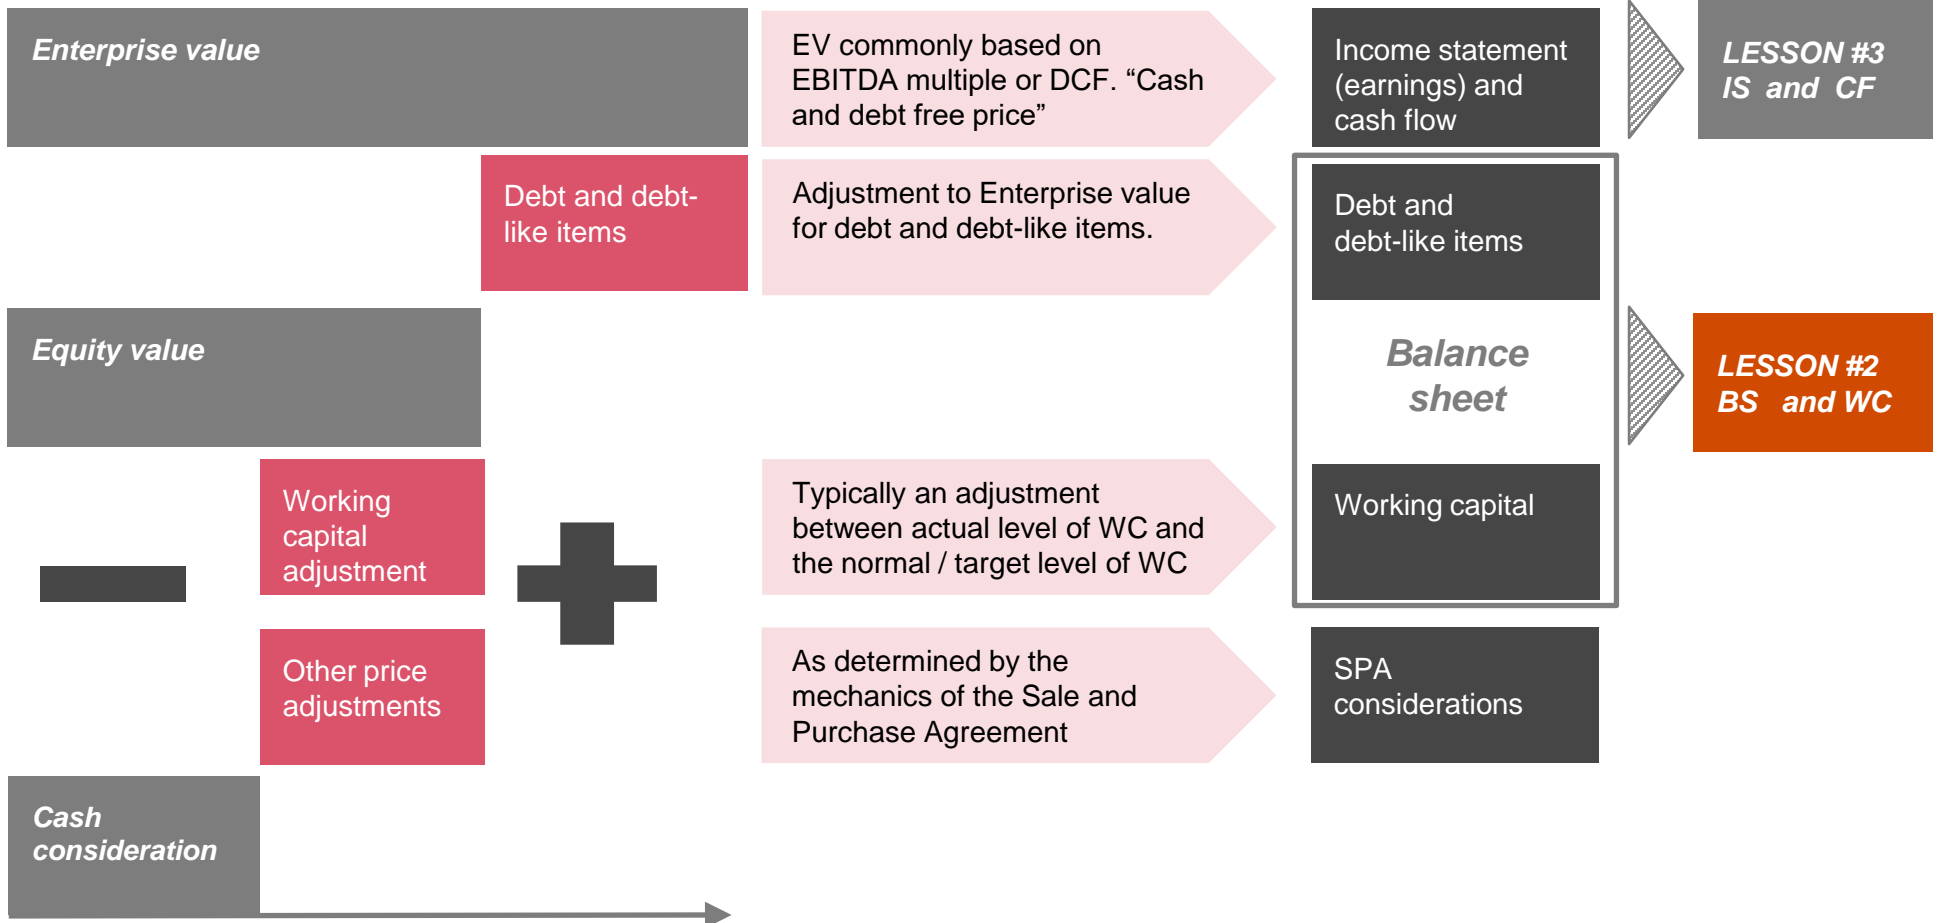 Enterprise value
EV commonly based on
EBITDA multiple or DCF. “Cash
and debt free price”
Income statement
(earnings) and
cash flow
LESSON #3
IS and CF
Debt and debt-
like items
Adjustment to Enterprise value
for debt and debt-like items.
Debt and
debt-like items
Equity value
Balance
sheet
LESSON #2
BS and WC
Working
capital
adjustment
Typically an adjustment
between actual level of WC and
the normal / target level of WC
Working capital
Other price
adjustments
As determined by the
mechanics of the Sale and
Purchase Agreement
SPA
considerations
Cash
consideration